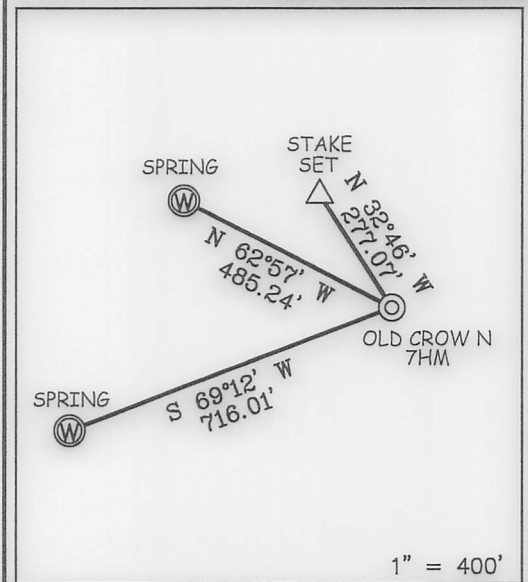 STAKE
SET
SPRING
W
N 32°46' W
277.07'
N 62°57' W
485.24'
OLD CROW N
7HM
SPRING
W
S 69°12' W
716.01'
1" = 400'